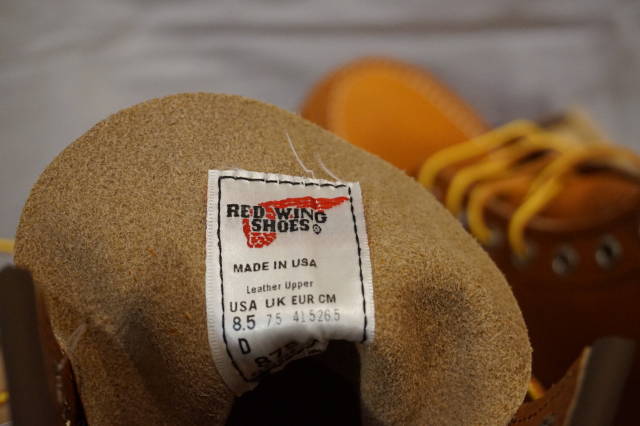 RED WING
SHOES ®
MADE IN USA
Leather Upper
USA UK EUR CM
8.5 7.5 41.5 26.5
D